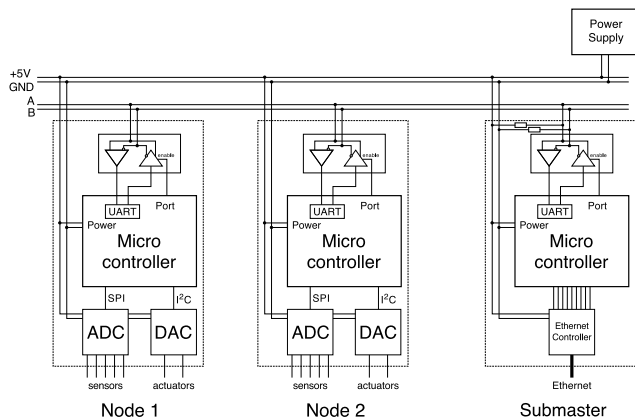 Power
Supply
+5V
GND
A
B
enable
enable
enable
UART
Port
UART
Port
UART
Port
Power
Power
Power
Micro
controller
Micro
controller
Micro
controller
SPI
I²C
SPI
I²C
ADC
DAC
ADC
DAC
Ethernet
Controller
sensors
actuators
sensors
actuators
Ethernet
Node 1
Node 2
Submaster